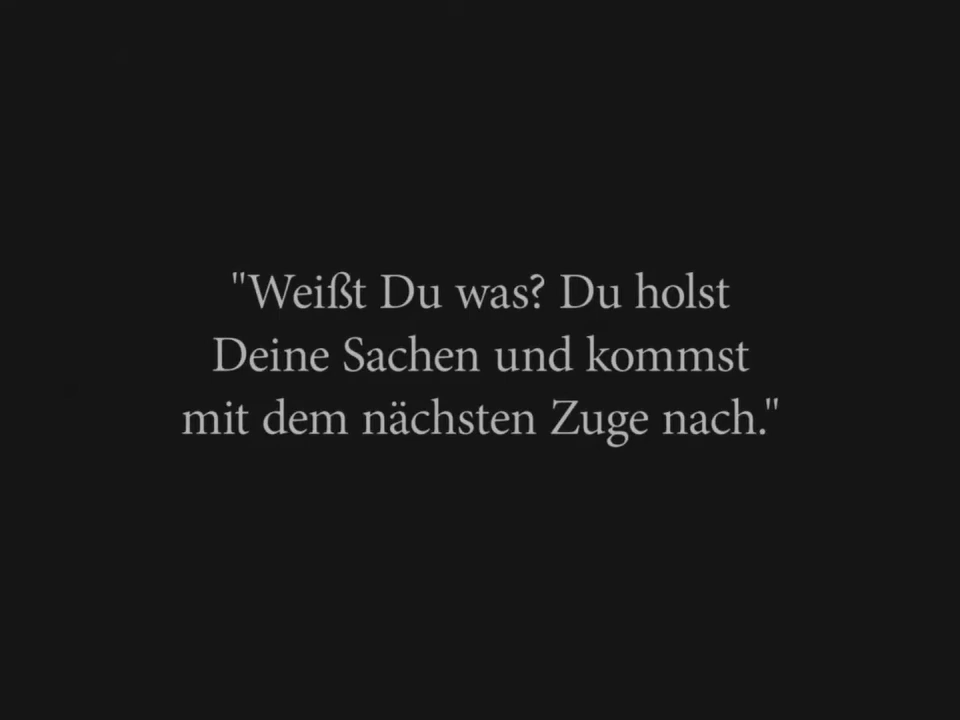 "Weißt Du was? Du holst
Deine Sachen und kommst
mit dem nächsten Zuge nach."